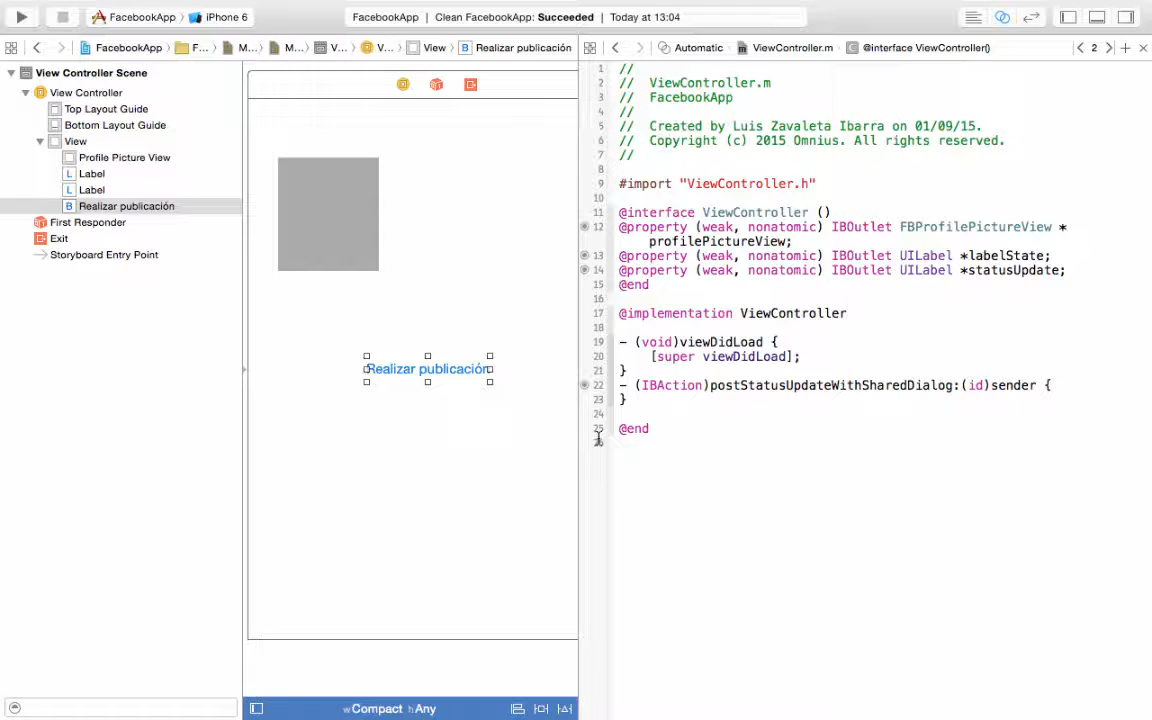 FacebookApp iPhone 6
FacebookApp | Clean FacebookApp: Succeeded | Today at 13:04
FacebookApp F... M... M... V... V... View B Realizar publicación
Automatic ViewController.m @interface ViewController() 2
View Controller Scene
View Controller
Top Layout Guide
Bottom Layout Guide
View
Profile Picture View
L Label
L Label
B Realizar publicación
First Responder
Exit
Storyboard Entry Point
Realizar publicación
wCompact hAny
1 //
2 // ViewController.m
3 // FacebookApp
4 //
5 // Created by Luis Zavaleta Ibarra on 01/09/15.
6 // Copyright (c) 2015 Omnius. All rights reserved.
7 //
8
9 #import "ViewController.h"
10
11 @interface ViewController ()
12 @property (weak, nonatomic) IBOutlet FBProfilePictureView *
profilePictureView;
13 @property (weak, nonatomic) IBOutlet UILabel *labelState;
14 @property (weak, nonatomic) IBOutlet UILabel *statusUpdate;
15 @end
16
17 @implementation ViewController
18
19 - (void)viewDidLoad {
20 [super viewDidLoad];
21 }
22 - (IBAction)postStatusUpdateWithSharedDialog:(id)sender {
23 }
24
25 @end
26